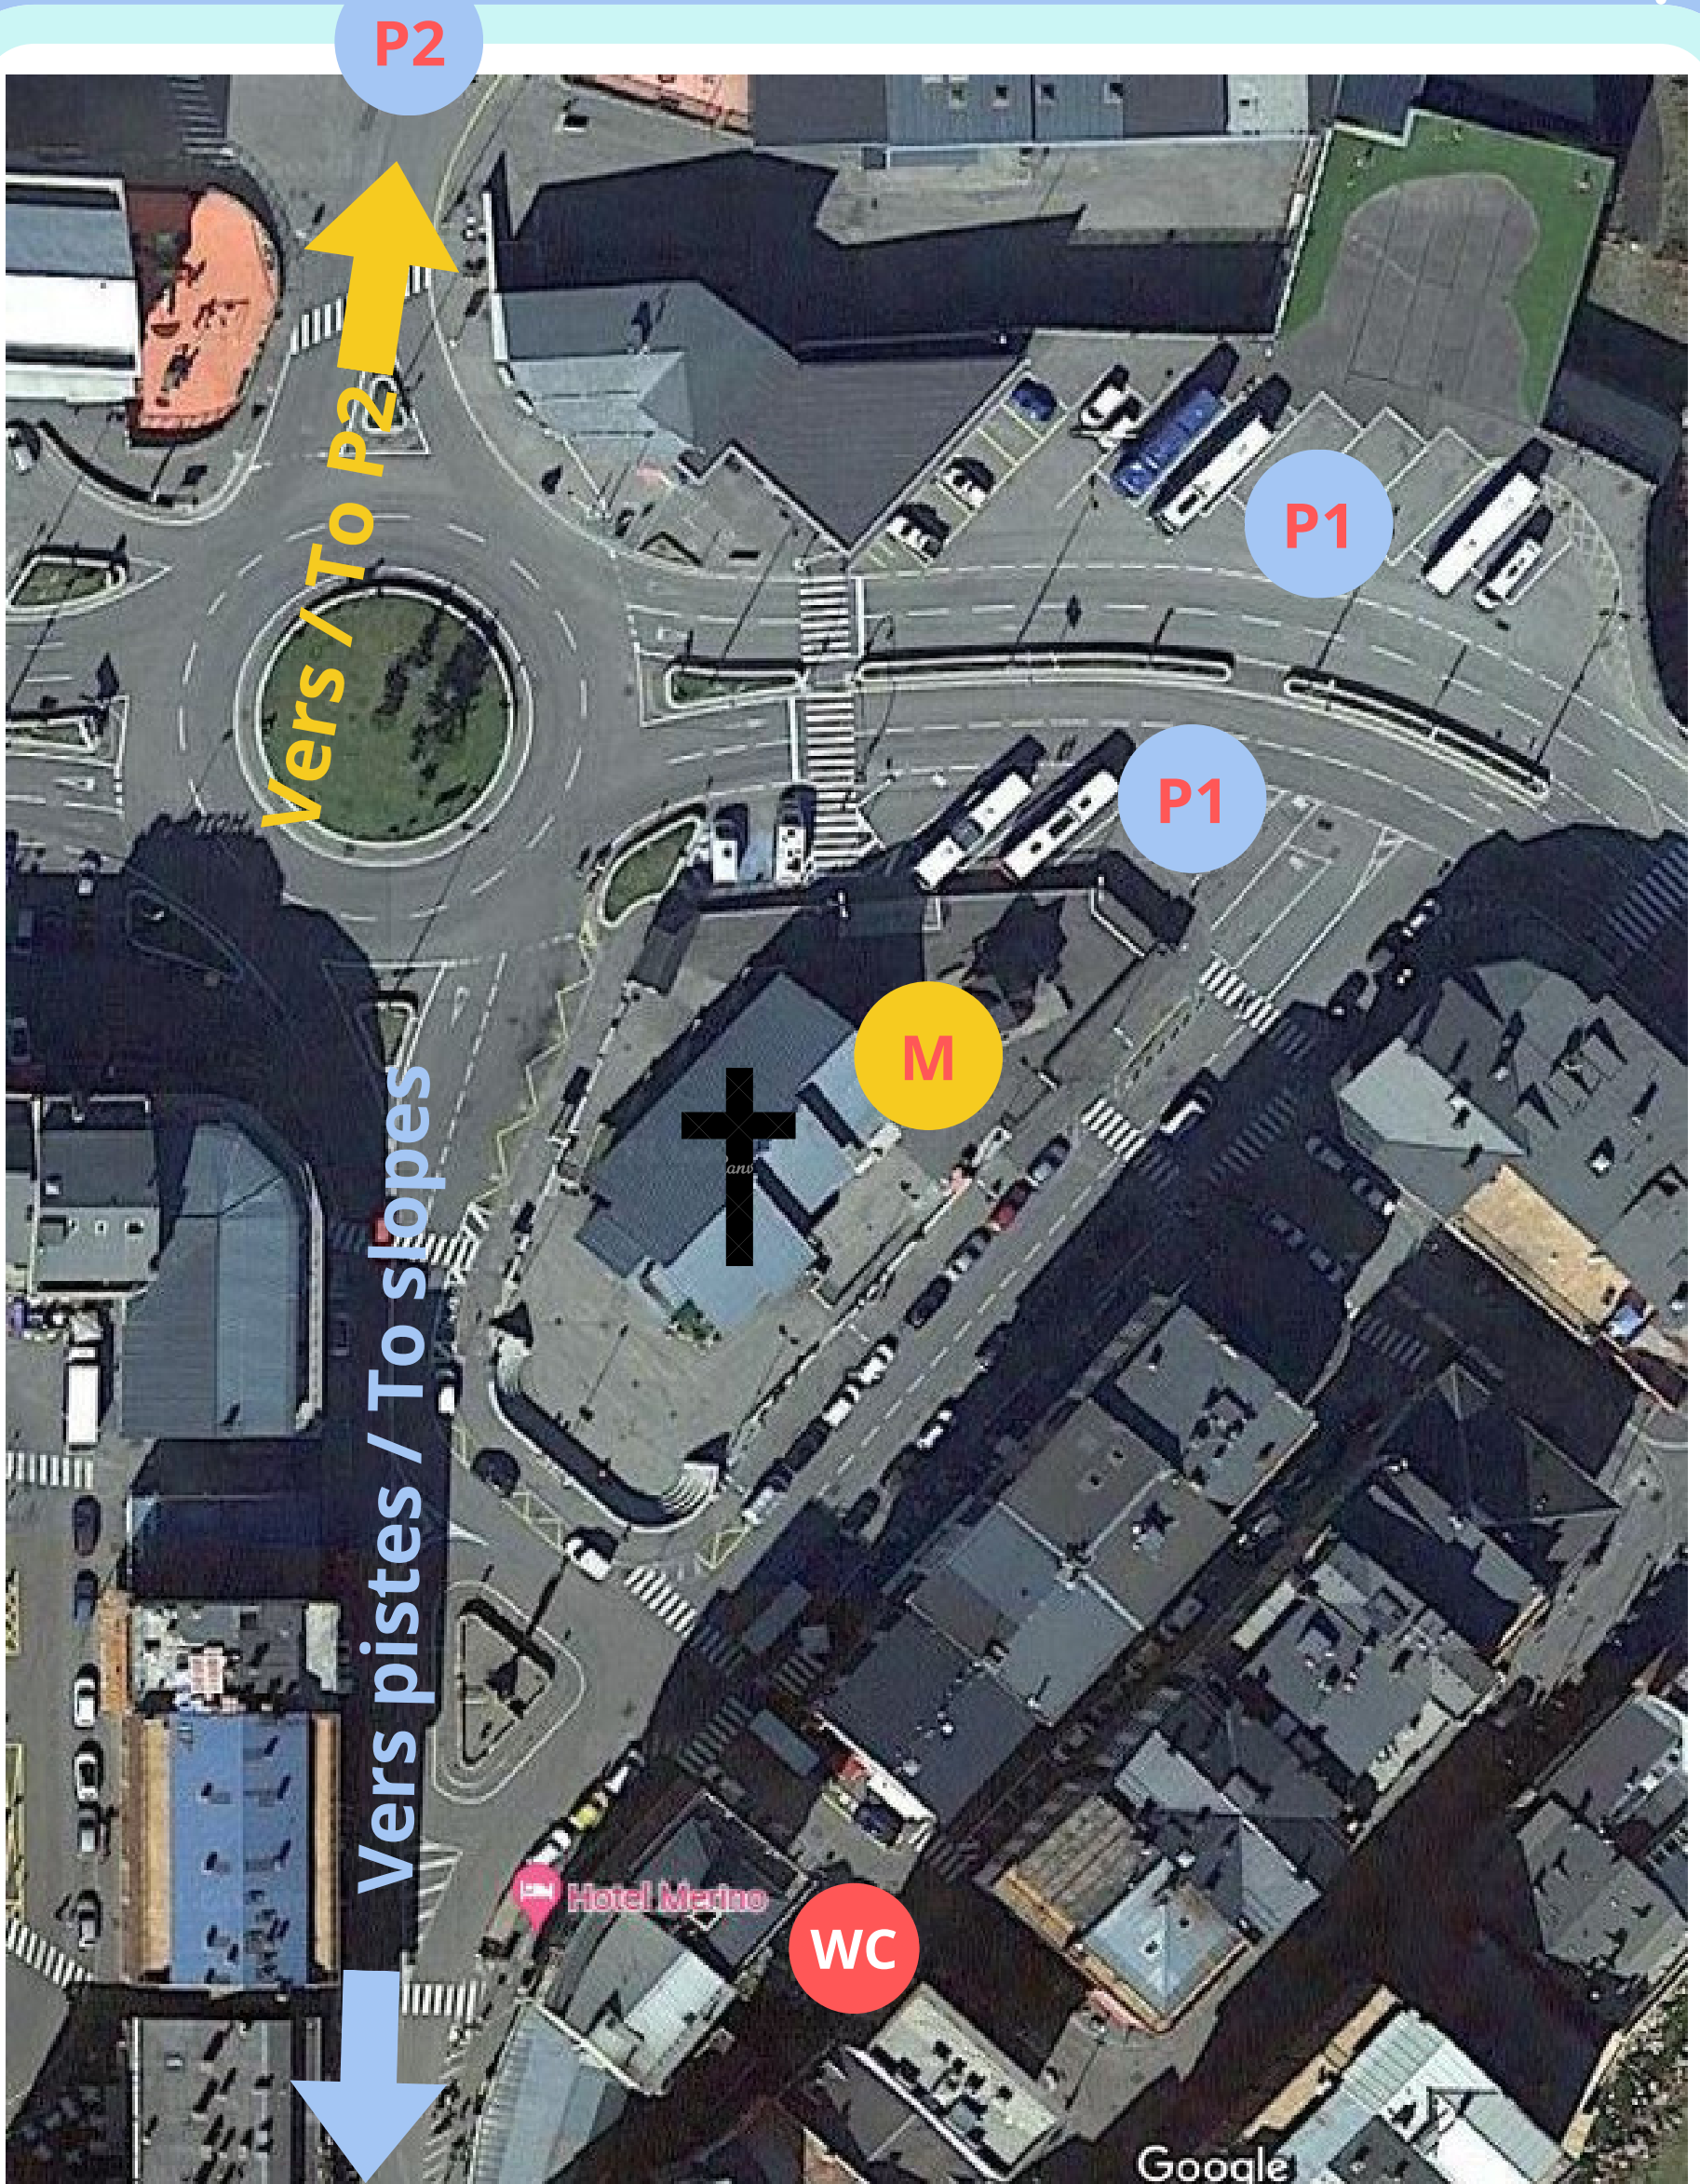 P2
Vers / To P2
P1
P1
M
Vers pistes / To slopes
Hotel Merino
WC
Google